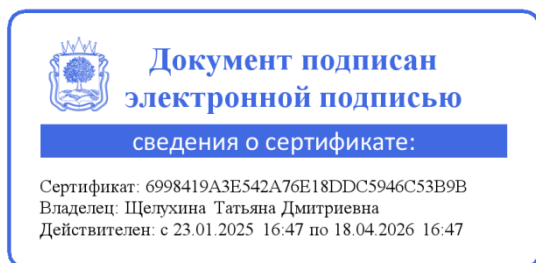 Документ подписан
электронной подписью
сведения о сертификате:
Сертификат: 6998419A3E542A76E18DDC5946C53B9B
Владелец: Щелухина Татьяна Дмитриевна
Действителен: с 23.01.2025 16:47 по 18.04.2026 16:47